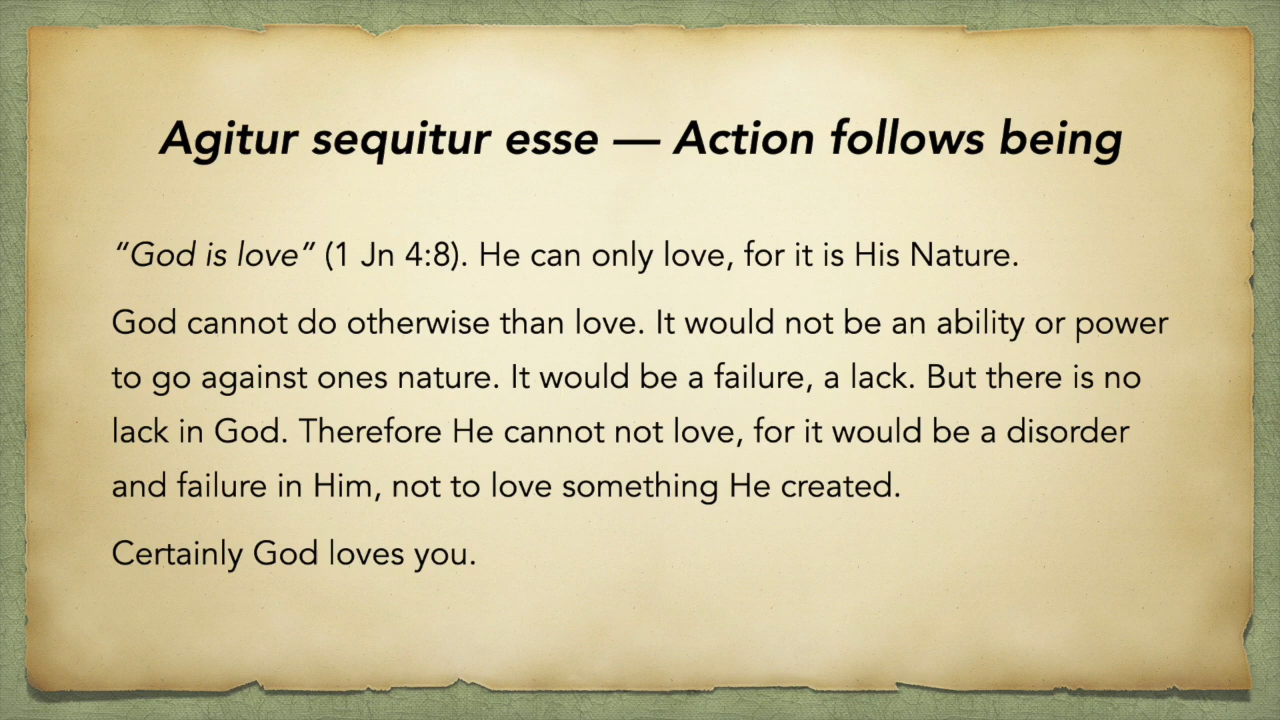 Agitur sequitur esse — Action follows being
“God is love” (1 Jn 4:8). He can only love, for it is His Nature.
God cannot do otherwise than love. It would not be an ability or power
to go against ones nature. It would be a failure, a lack. But there is no
lack in God. Therefore He cannot not love, for it would be a disorder
and failure in Him, not to love something He created.
Certainly God loves you.